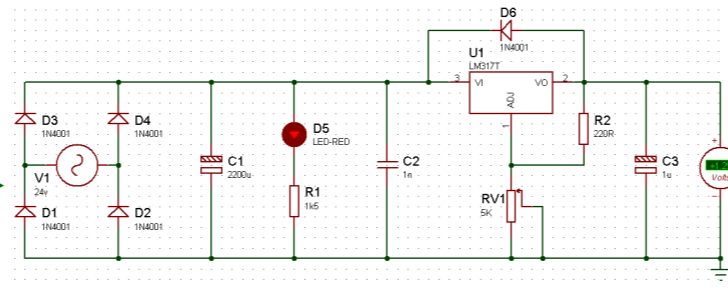 D6
1N4001
U1
LM317T
3
VI
VO
2
ADJ
1
D3
1N4001
D4
1N4001
D5
LED-RED
R2
220R
V1
24v
C1
2200u
C2
1n
C3
1u
Volts
D1
1N4001
D2
1N4001
R1
1k5
RV1
5K